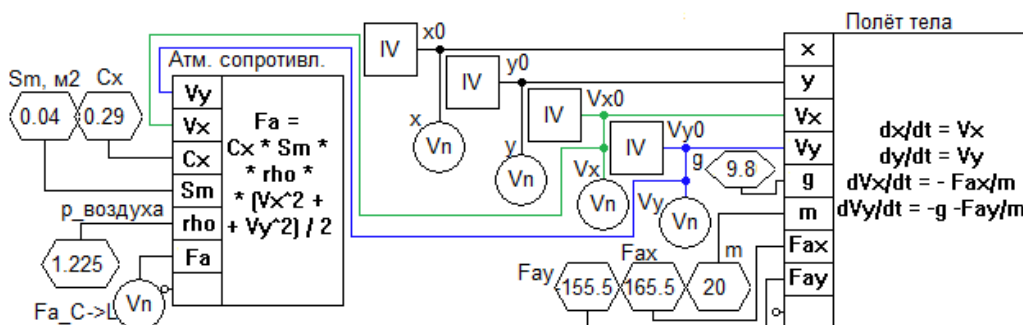 Полёт тела
x0
IV
x
Атм. сопротивл.
y0
IV
y
Sm, м2
Cx
Vy
Vx0
IV
Vx
0.04
0.29
Vx
Fa =
Cx * Sm *
* rho *
* (Vx^2 +
+ Vy^2) / 2
Vy0
IV
Vy
dx/dt = Vx
dy/dt = Vy
dVx/dt = - Fax/m
dVy/dt = -g -Fay/m
Cx
x
Vn
y
Vn
Vx
Vn
Vy
Vn
g
9.8
g
Sm
m
p_воздуха
rho
Fax
1.225
Fa
Fay
Fay
-155.5
Fax
165.5
m
20
Fa_C->L
Vn